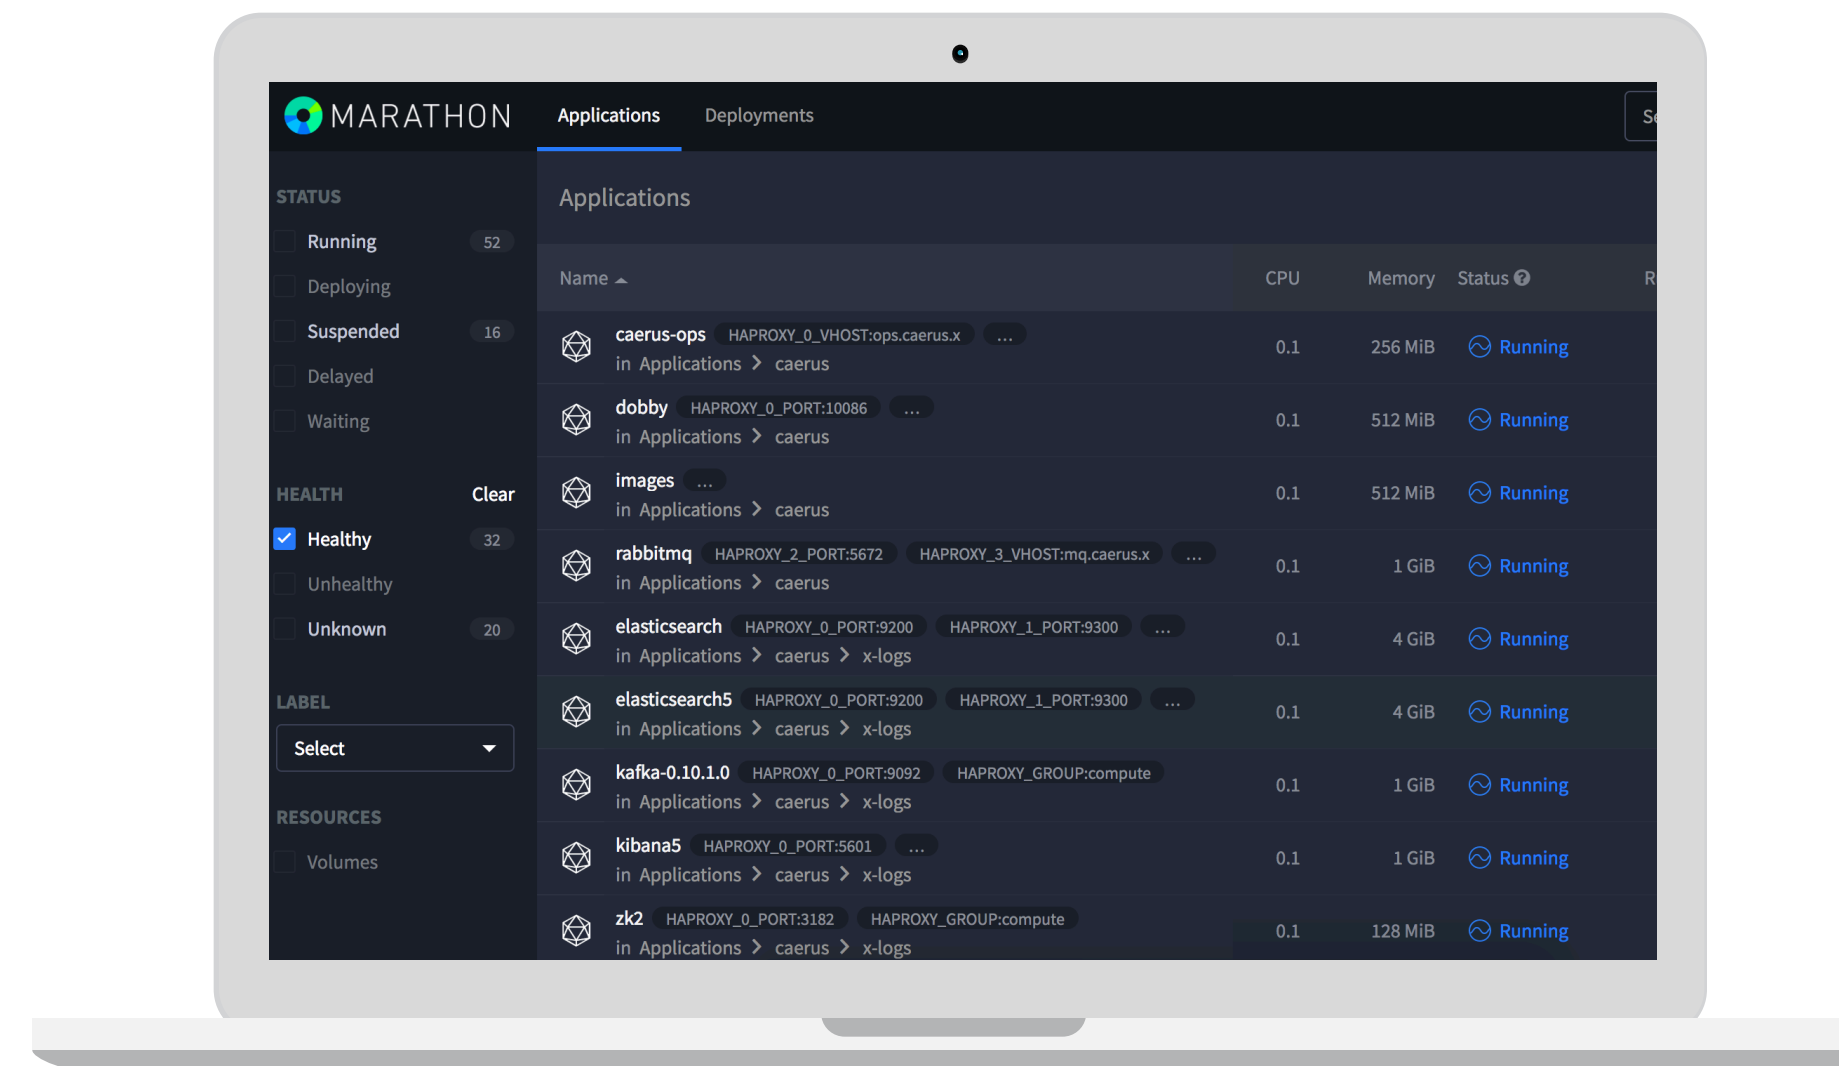 MARATHON
Applications
Deployments
STATUS
Running 52
Deploying
Suspended 16
Delayed
Waiting
HEALTH Clear
Healthy 32
Unhealthy
Unknown 20
LABEL
Select
RESOURCES
Volumes
Applications
Name CPU Memory Status
caerus-ops HAPROXY_0_VHOST:ops.caerus.x ... 0.1 256 MiB Running
in Applications > caerus
dobby HAPROXY_0_PORT:10086 ... 0.1 512 MiB Running
in Applications > caerus
images ... 0.1 512 MiB Running
in Applications > caerus
rabbitmq HAPROXY_2_PORT:5672 HAPROXY_3_VHOST:mq.caerus.x ... 0.1 1 GiB Running
in Applications > caerus
elasticsearch HAPROXY_0_PORT:9200 HAPROXY_1_PORT:9300 ... 0.1 4 GiB Running
in Applications > caerus > x-logs
elasticsearch5 HAPROXY_0_PORT:9200 HAPROXY_1_PORT:9300 ... 0.1 4 GiB Running
in Applications > caerus > x-logs
kafka-0.10.1.0 HAPROXY_0_PORT:9092 HAPROXY_GROUP:compute 0.1 1 GiB Running
in Applications > caerus > x-logs
kibana5 HAPROXY_0_PORT:5601 ... 0.1 1 GiB Running
in Applications > caerus > x-logs
zk2 HAPROXY_0_PORT:3182 HAPROXY_GROUP:compute 0.1 128 MiB Running
in Applications > caerus > x-logs